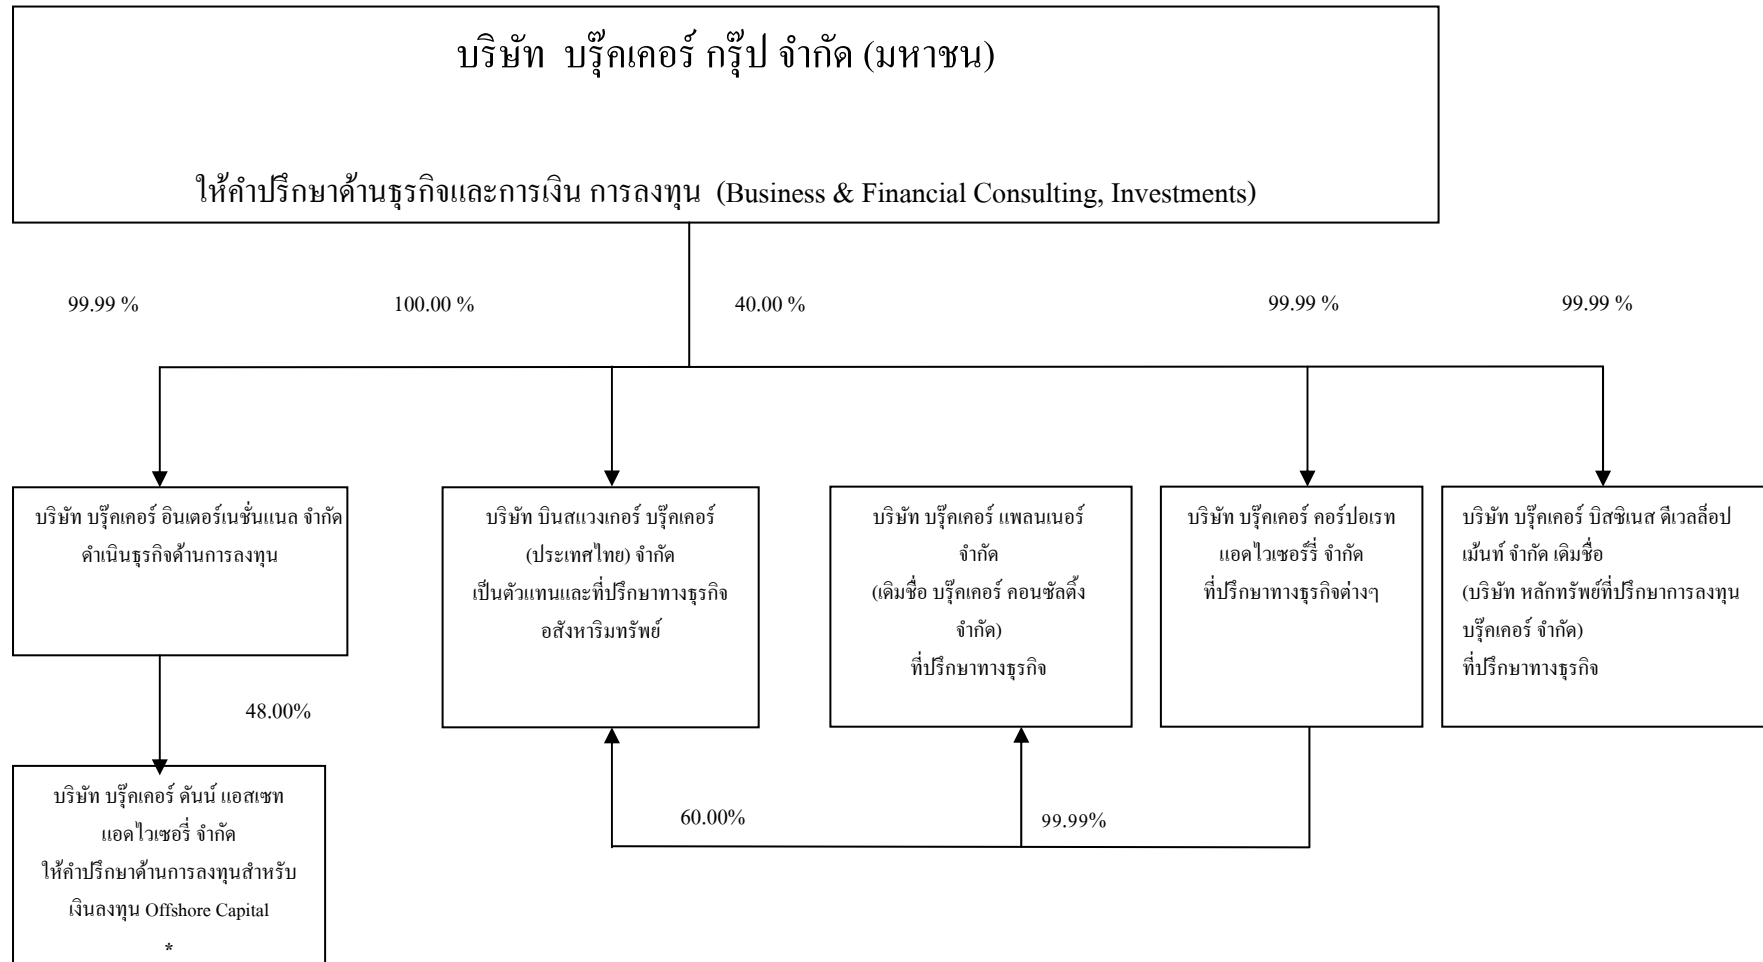 บริษัท บรุ๊คเคอร์ กรุ๊ป จำกัด (มหาชน)
ให้คำปรึกษาด้านธุรกิจและการเงิน การลงทุน (Business & Financial Consulting, Investments)
99.99 %
100.00 %
40.00 %
99.99 %
99.99 %
บริษัท บรุ๊คเคอร์ อินเตอร์เนชั่นแนล จำกัด
ดำเนินธุรกิจด้านการลงทุน
บริษัท บินสแวงเกอร์ บรุ๊คเคอร์
(ประเทศไทย) จำกัด
เป็นตัวแทนและที่ปรึกษาทางธุรกิจ
อสังหาริมทรัพย์
บริษัท บรุ๊คเคอร์ แพลนเนอร์
จำกัด
(เดิมชื่อ บรุ๊คเคอร์ คอนซัลติ้ง
จำกัด)
ที่ปรึกษาทางธุรกิจ
บริษัท บรุ๊คเคอร์ คอร์ปอเรท
แอดไวเซอร์รี่ จำกัด
ที่ปรึกษาทางธุรกิจต่างๆ
บริษัท บรุ๊คเคอร์ บิสซิเนส ดีเวลล็อป
เม้นท์ จำกัด เดิมชื่อ
(บริษัท หลักทรัพย์ที่ปรึกษาการลงทุน
บรุ๊คเคอร์ จำกัด)
ที่ปรึกษาทางธุรกิจ
48.00%
60.00%
99.99%
บริษัท บรุ๊คเคอร์ ดันน์ แอสเซท
แอดไวเซอรี่ จำกัด
ให้คำปรึกษาด้านการลงทุนสำหรับ
เงินลงทุน Offshore Capital
*